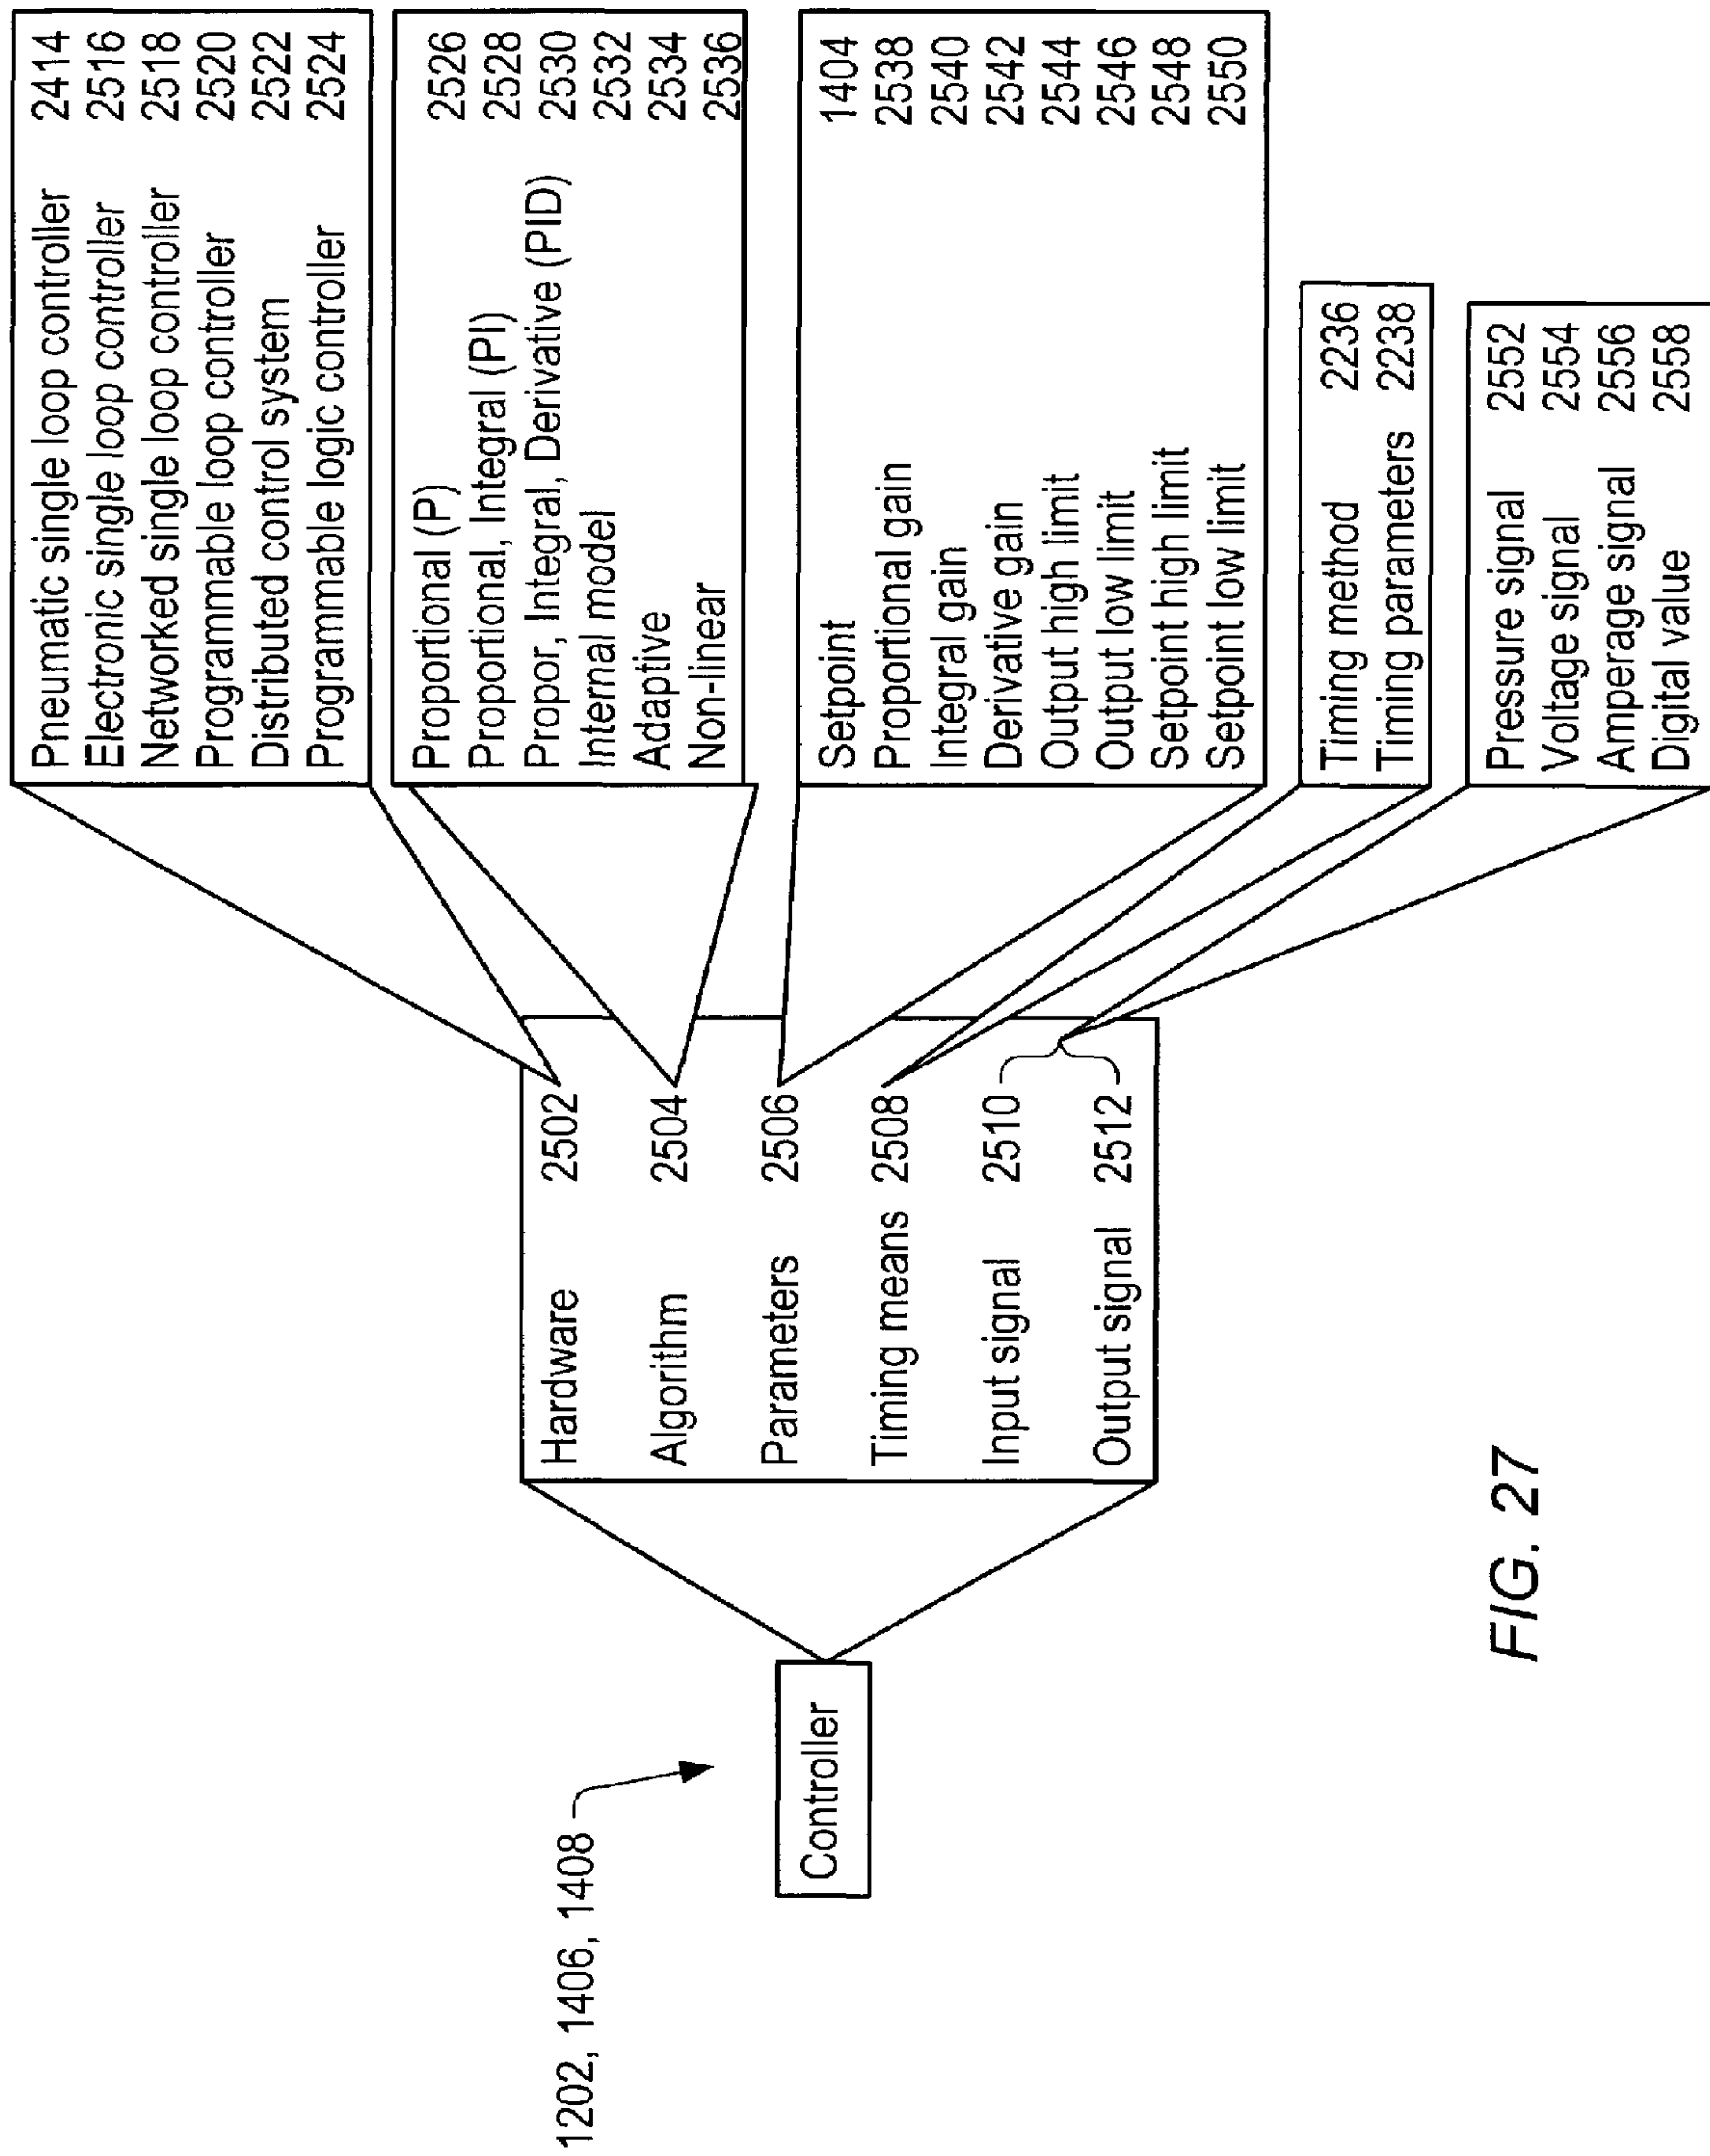 1202, 1406, 1408
Controller
Hardware 2502
Algorithm 2504
Parameters 2506
Timing means 2508
Input signal 2510
Output signal 2512
Pneumatic single loop controller 2414
Electronic single loop controller 2516
Networked single loop controller 2518
Programmable loop controller 2520
Distributed control system 2522
Programmable logic controller 2524
Proportional (P) 2526
Proportional, Integral (PI) 2528
Propor, Integral, Derivative (PID) 2530
Internal model 2532
Adaptive 2534
Non-linear 2536
Setpoint 1404
Proportional gain 2538
Integral gain 2540
Derivative gain 2542
Output high limit 2544
Output low limit 2546
Setpoint high limit 2548
Setpoint low limit 2550
Timing method 2236
Timing parameters 2238
Pressure signal 2552
Voltage signal 2554
Amperage signal 2556
Digital value 2558
FIG. 27